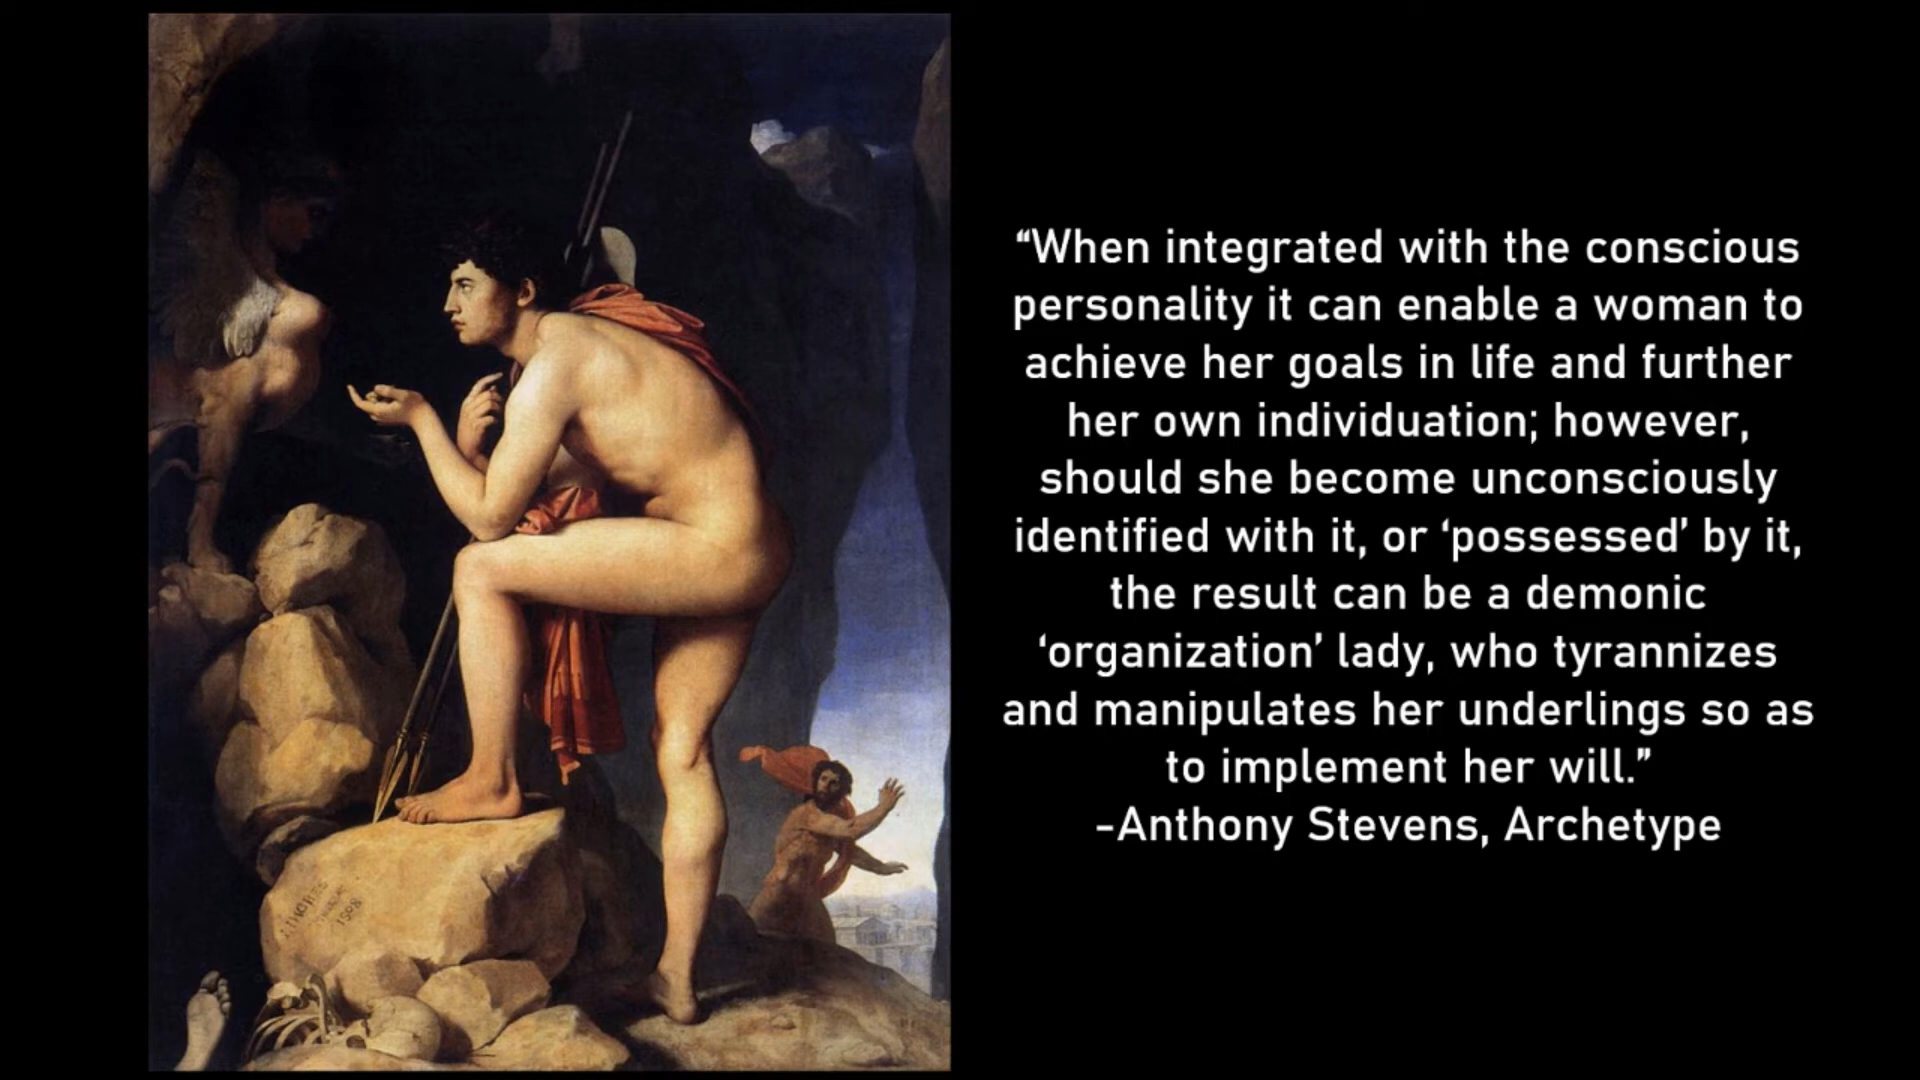 “When integrated with the conscious
personality it can enable a woman to
achieve her goals in life and further
her own individuation; however,
should she become unconsciously
identified with it, or ‘possessed’ by it,
the result can be a demonic
‘organization’ lady, who tyrannizes
and manipulates her underlings so as
to implement her will.”
-Anthony Stevens, Archetype